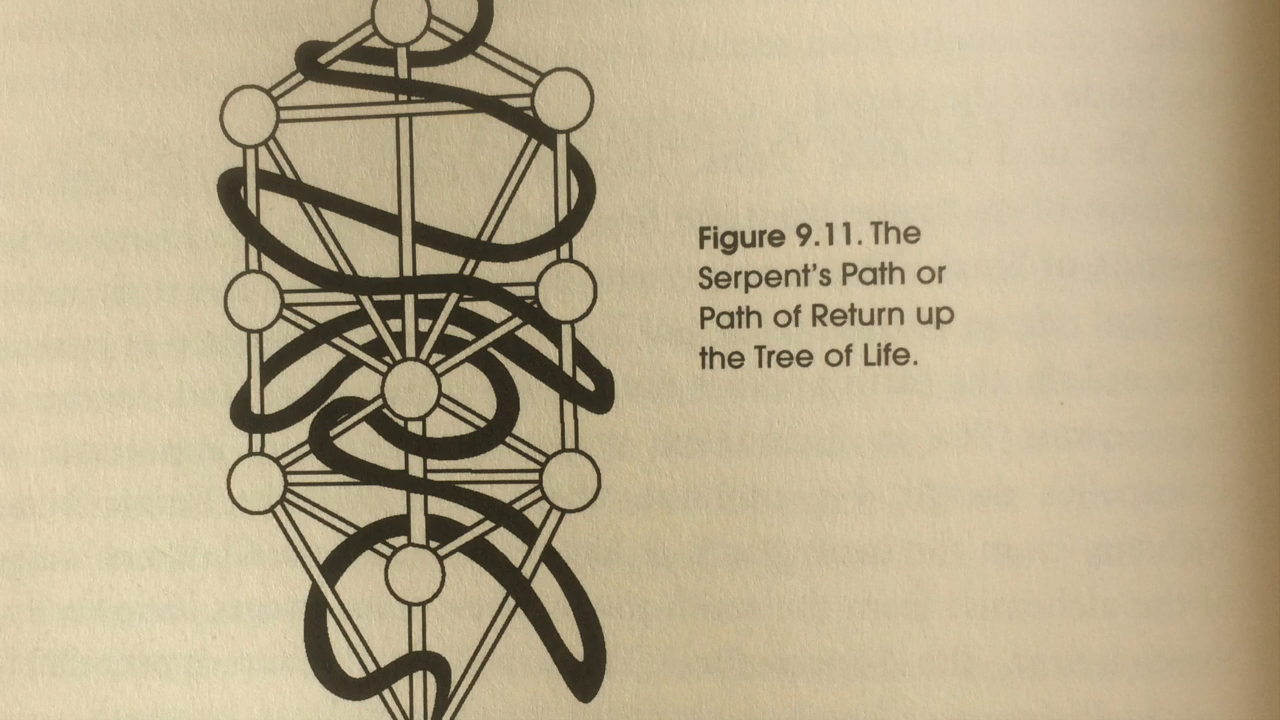 Figure 9.11. The
Serpent's Path or
Path of Return up
the Tree of Life.